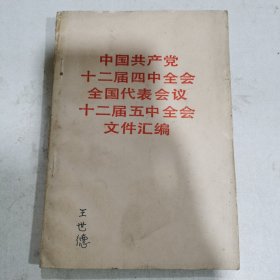 中国共产党
十二届四中全会
全国代表会议
十二届五中全会
文件汇编
王世德